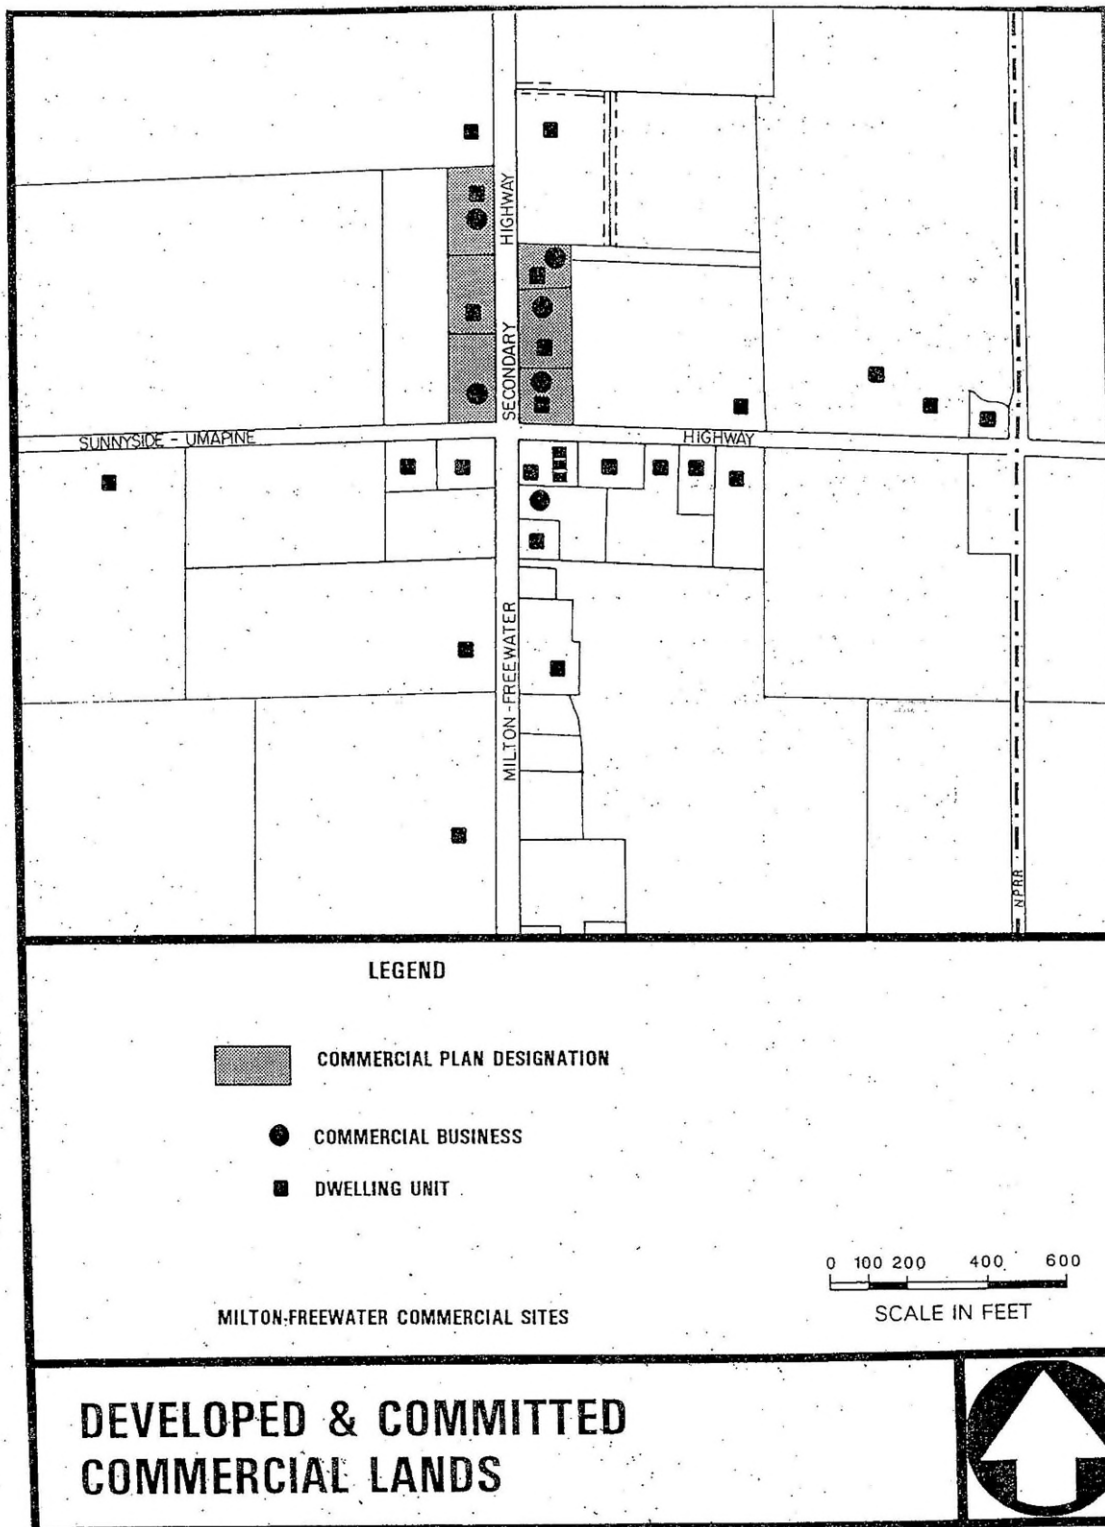 HIGHWAY
SECONDARY
SUNNYSIDE - UMAPINE
HIGHWAY
MILTON - FREEWATER
NPRR
LEGEND
COMMERCIAL PLAN DESIGNATION
COMMERCIAL BUSINESS
DWELLING UNIT
0 100 200 400 600
SCALE IN FEET
MILTON-FREEWATER COMMERCIAL SITES
DEVELOPED & COMMITTED
COMMERCIAL LANDS